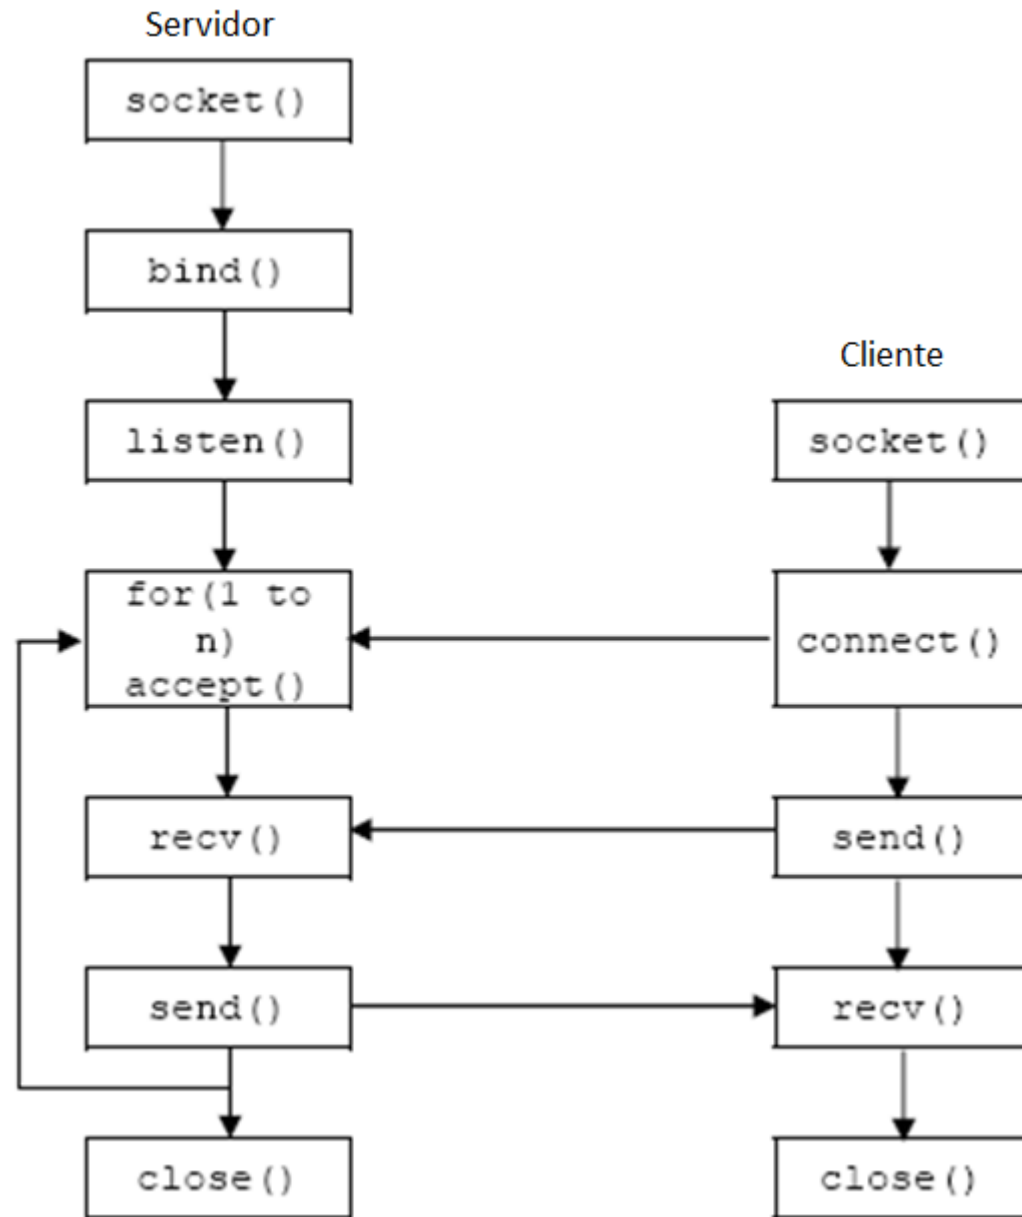 Servidor
socket()
bind()
listen()
for(1 to
n)
accept()
recv()
send()
close()
Cliente
socket()
connect()
send()
recv()
close()